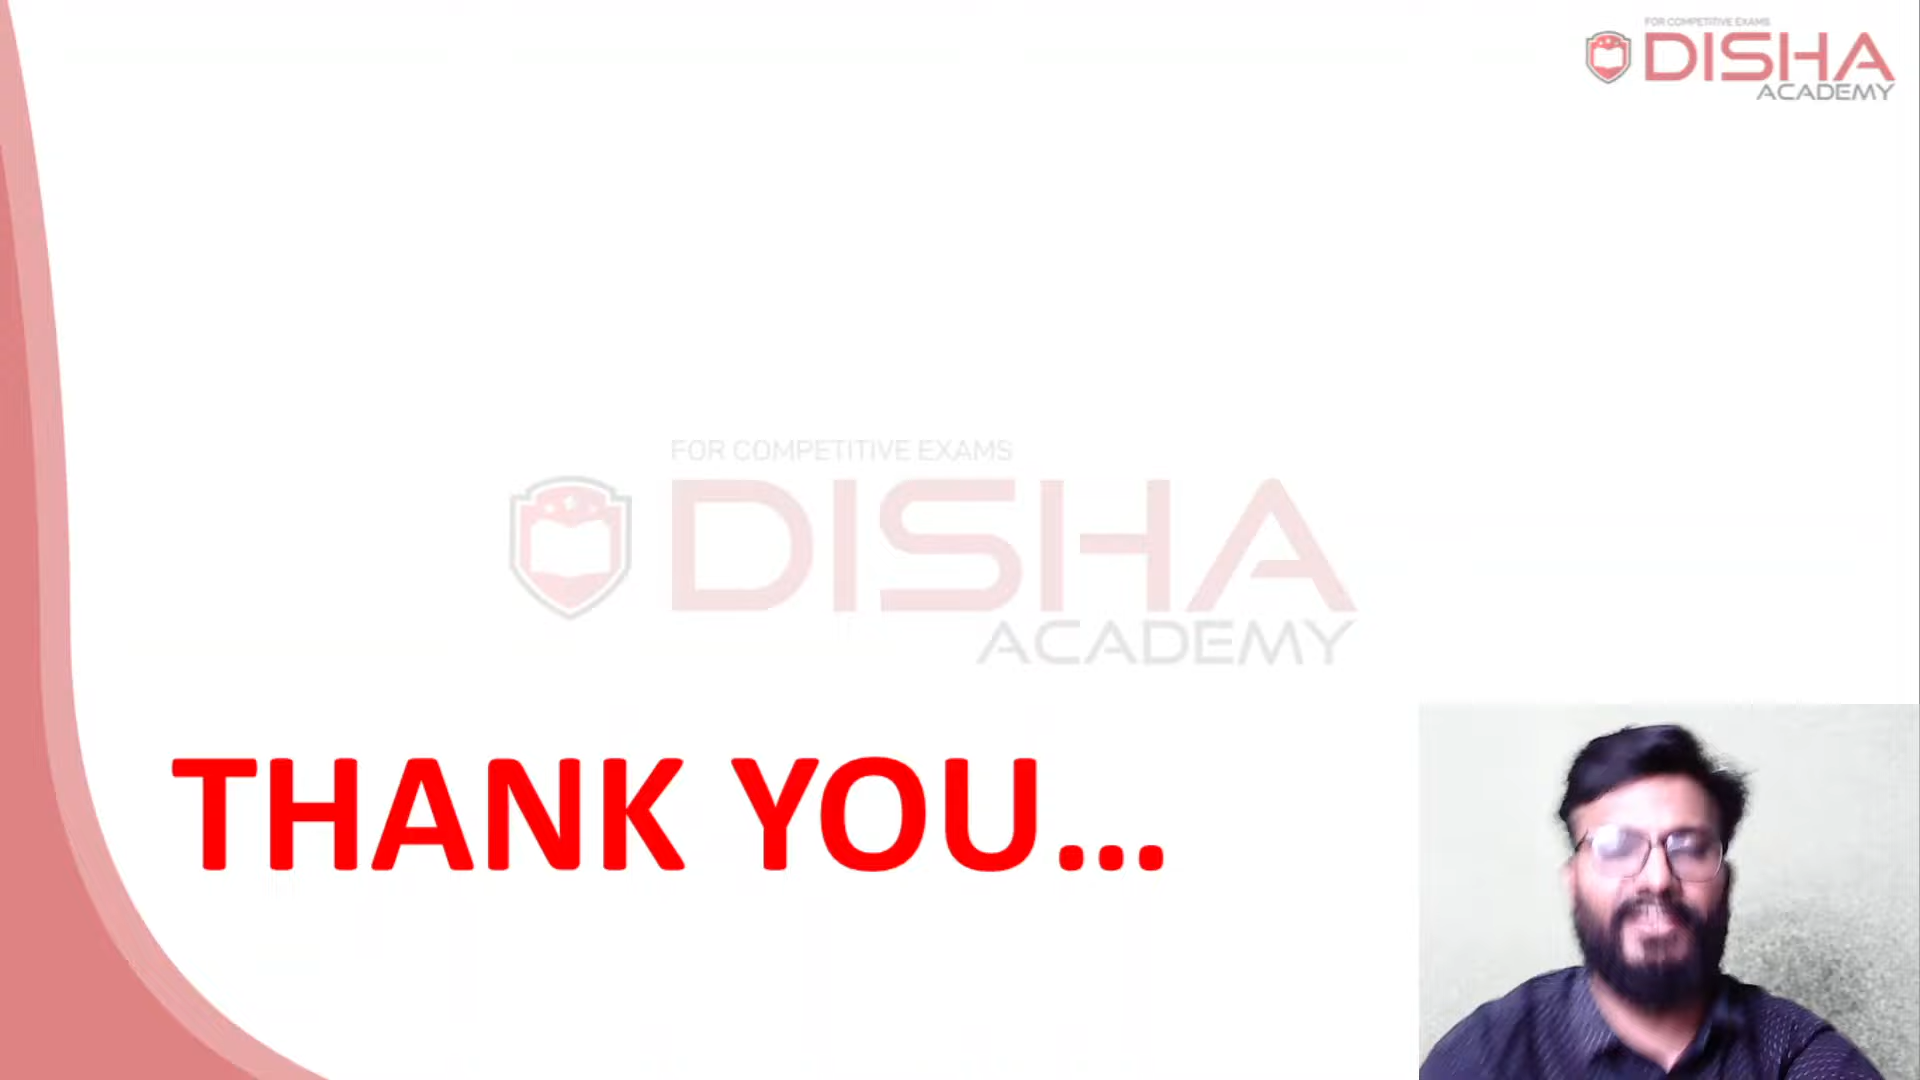 FOR COMPETITIVE EXAMS
DISHA
ACADEMY
FOR COMPETITIVE EXAMS
DISHA
ACADEMY
THANK YOU...